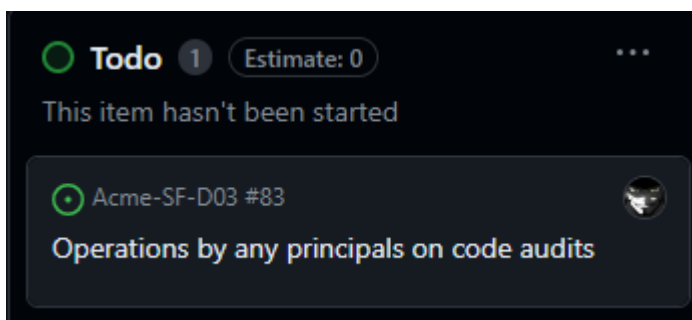 Todo 1 Estimate: 0
This item hasn't been started
Acme-SF-D03 #83
Operations by any principals on code audits